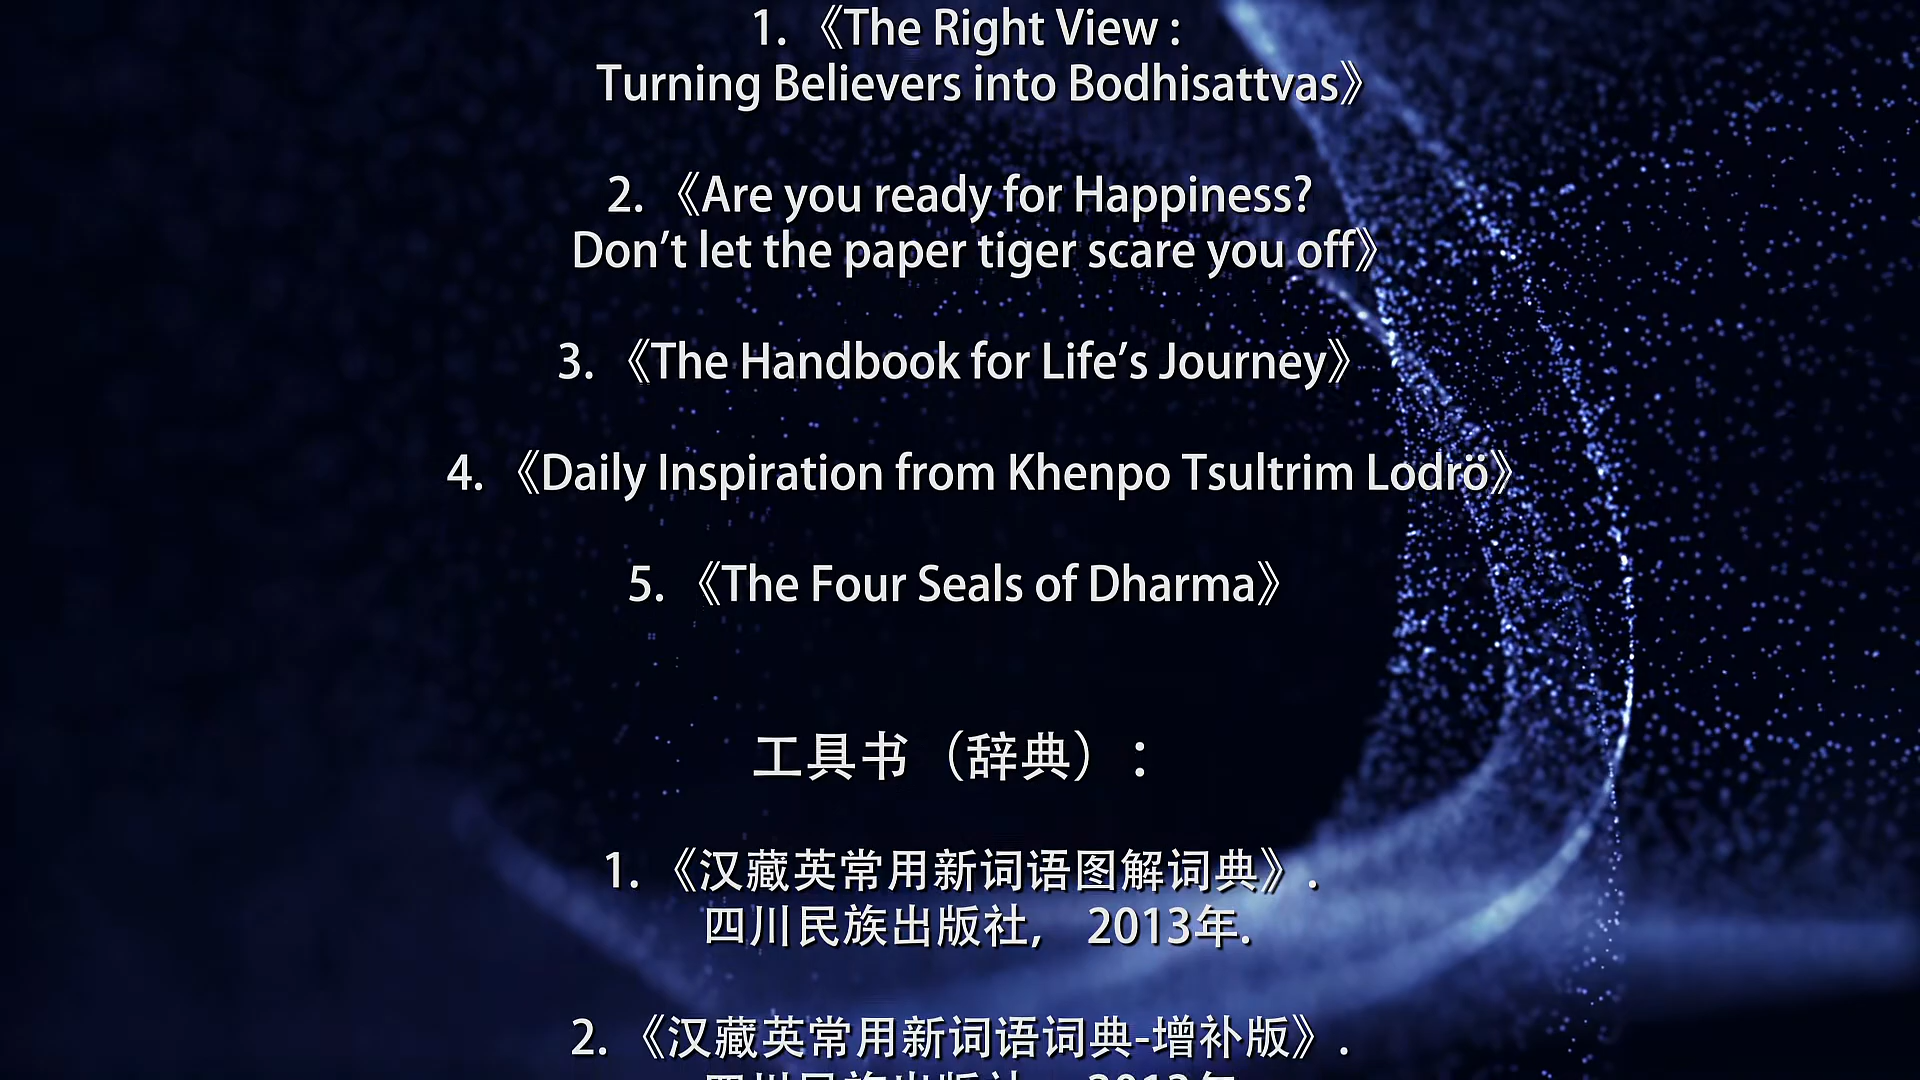 1. 《The Right View :
Turning Believers into Bodhisattvas》
2. 《Are you ready for Happiness?
Don’t let the paper tiger scare you off》
3. 《The Handbook for Life’s Journey》
4. 《Daily Inspiration from Khenpo Tsultrim Lodrö》
5. 《The Four Seals of Dharma》
工具书（辞典）：
1. 《汉藏英常用新词语图解词典》.
四川民族出版社, 2013年.
2. 《汉藏英常用新词语词典-增补版》.